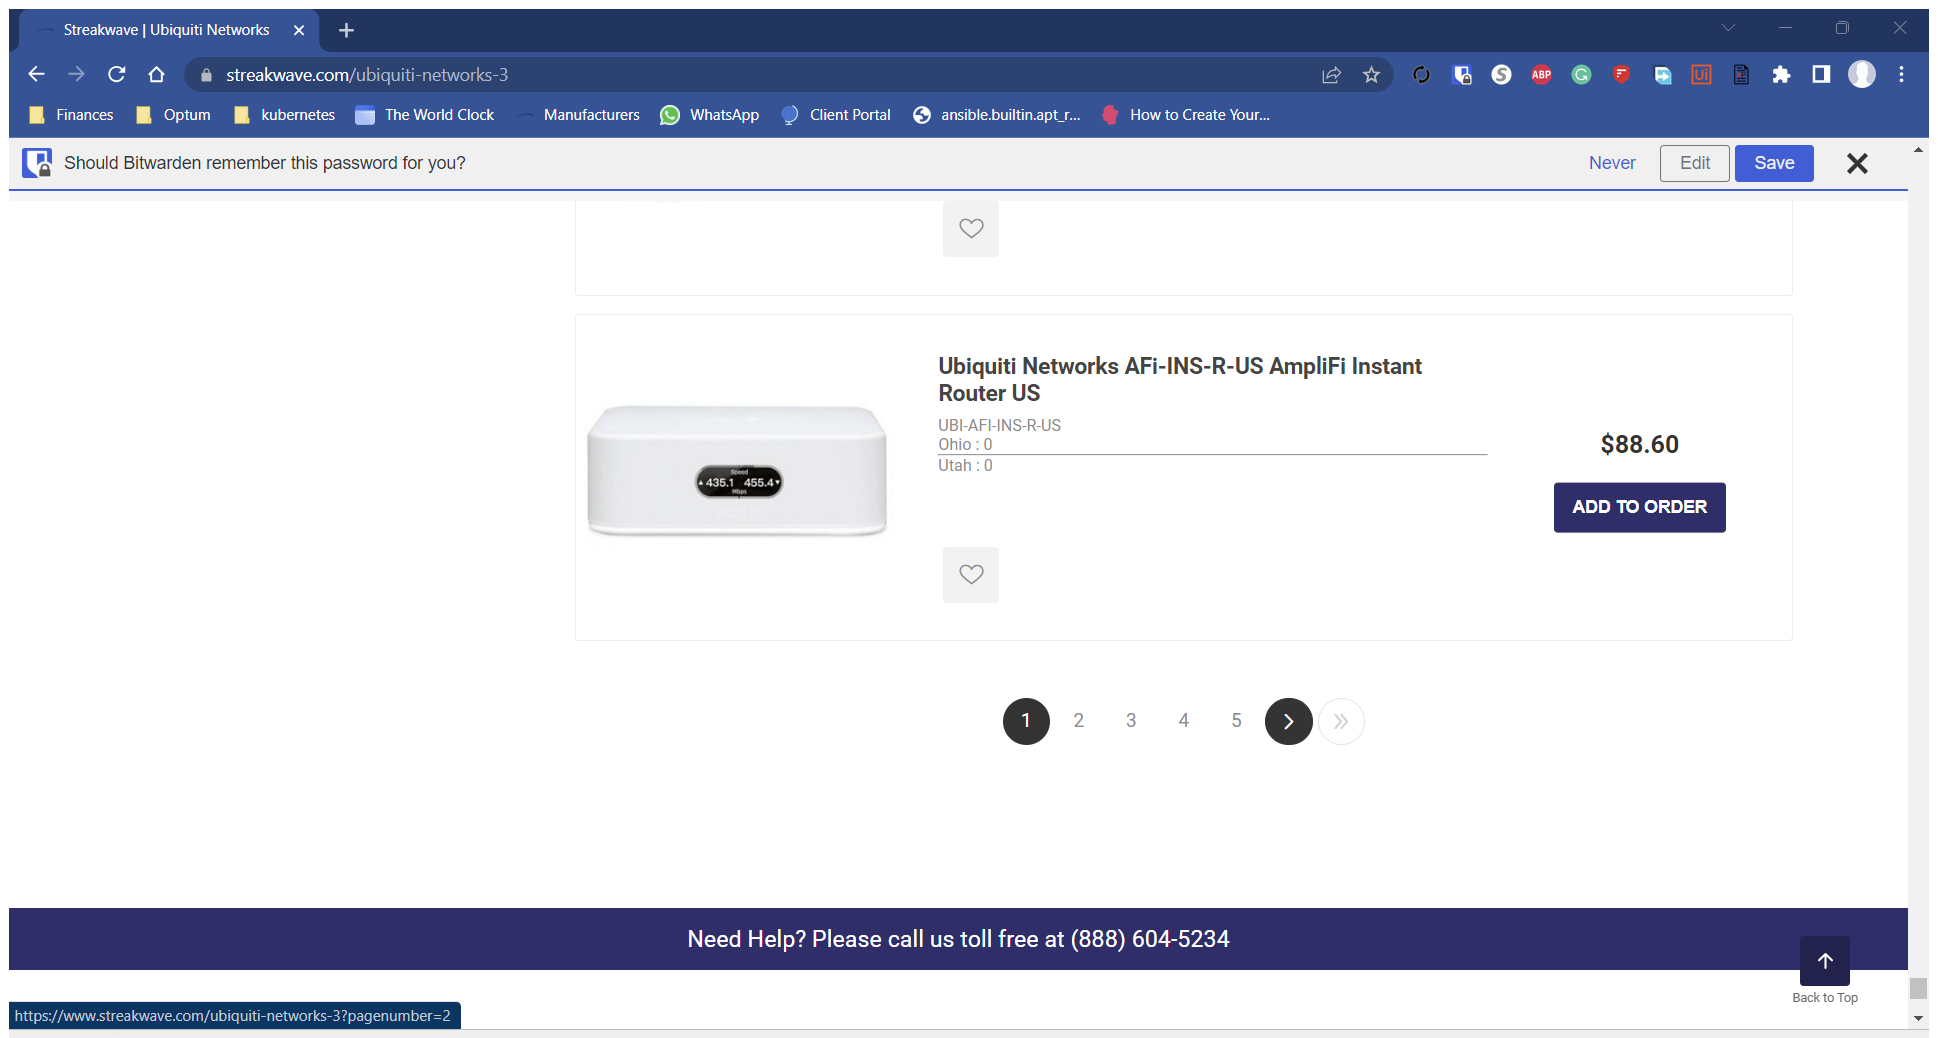 Streakwave | Ubiquiti Networks
streakwave.com/ubiquiti-networks-3
ABP
Ui
Finances
Optum
kubernetes
The World Clock
Manufacturers
WhatsApp
Client Portal
ansible.builtin.apt_r...
How to Create Your...
Should Bitwarden remember this password for you?
Never
Edit
Save
Ubiquiti Networks AFi-INS-R-US AmpliFi Instant
Router US
UBI-AFI-INS-R-US
Ohio : 0
Utah : 0
$88.60
ADD TO ORDER
Speed
435.1 455.4
Mbps
1 2 3 4 5
Need Help? Please call us toll free at (888) 604-5234
Back to Top
https://www.streakwave.com/ubiquiti-networks-3?pagenumber=2